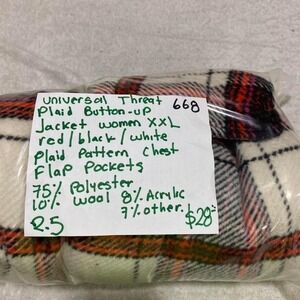 Universal Threat 668
Plaid Button-up
Jacket women XXL
red/black/white
Plaid Pattern Chest
Flap Pockets
75% Polyester
10% Wool 8% Acrylic
7% other. $28
R.5